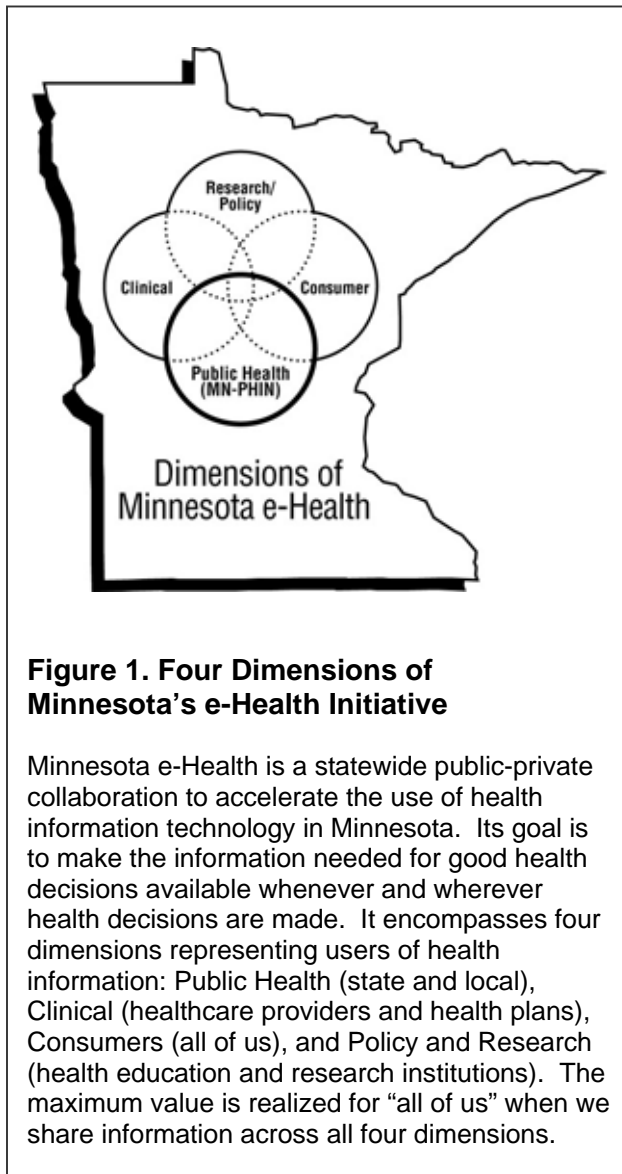 Research/
Policy
Clinical
Consumer
Public Health
(MN-PHIN)
Dimensions of
Minnesota e-Health
Figure 1. Four Dimensions of
Minnesota’s e-Health Initiative
Minnesota e-Health is a statewide public-private
collaboration to accelerate the use of health
information technology in Minnesota.  Its goal is
to make the information needed for good health
decisions available whenever and wherever
health decisions are made.  It encompasses four
dimensions representing users of health
information: Public Health (state and local),
Clinical (healthcare providers and health plans),
Consumers (all of us), and Policy and Research
(health education and research institutions).  The
maximum value is realized for “all of us” when we
share information across all four dimensions.